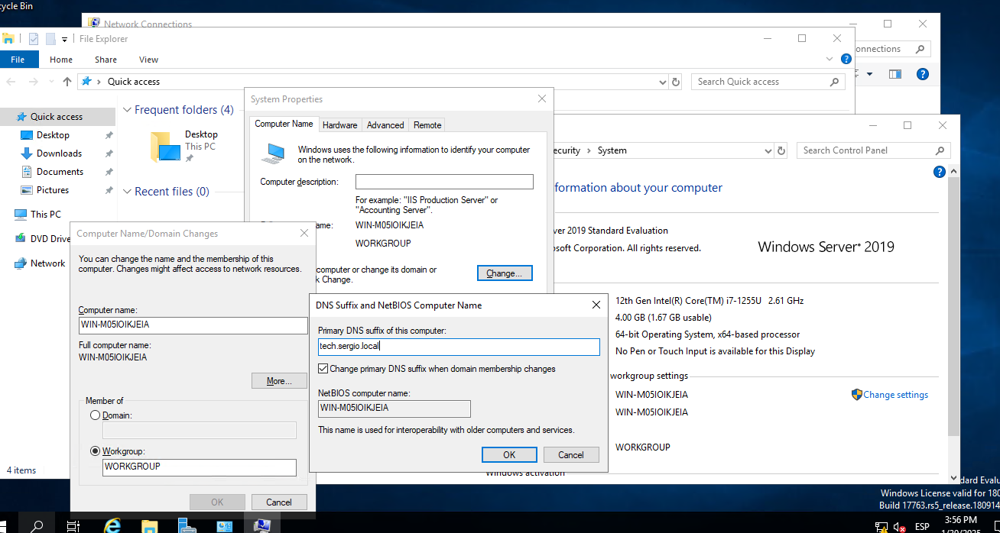 cycle Bin
Network Connections
File Explorer
File
Home
Share
View
Quick access
Search Quick access
onnections
Quick access
Desktop
Downloads
Documents
Pictures
This PC
DVD Drive
Network
4 items
Frequent folders (4)
Desktop
This PC
Recent files (0)
System Properties
Computer Name
Hardware
Advanced
Remote
Windows uses the following information to identify your computer
on the network.
Computer description:
For example: "IIS Production Server" or
"Accounting Server".
me:
WIN-M05IOIKJEIA
WORKGROUP
computer or change its domain or
k Change.
Change...
ecurity
System
Search Control Panel
formation about your computer
ver 2019 Standard Evaluation
osoft Corporation. All rights reserved.
Windows Server® 2019
12th Gen Intel(R) Core(TM) i7-1255U 2.61 GHz
4.00 GB (1.67 GB usable)
64-bit Operating System, x64-based processor
No Pen or Touch Input is available for this Display
workgroup settings
WIN-M05IOIKJEIA
Change settings
WIN-M05IOIKJEIA
WORKGROUP
Windows activation
Computer Name/Domain Changes
You can change the name and the membership of this
computer. Changes might affect access to network resources.
Computer name:
WIN-M05IOIKJEIA
Full computer name:
WIN-M05IOIKJEIA
More...
Member of
Domain:
Workgroup:
WORKGROUP
OK
Cancel
DNS Suffix and NetBIOS Computer Name
Primary DNS suffix of this computer:
tech.sergio.local
Change primary DNS suffix when domain membership changes
NetBIOS computer name:
WIN-M05IOIKJEIA
This name is used for interoperability with older computers and services.
OK
Cancel
dard Evalu
Windows License valid for 180
Build 17763.rs5_release.180914
ESP
3:56 PM